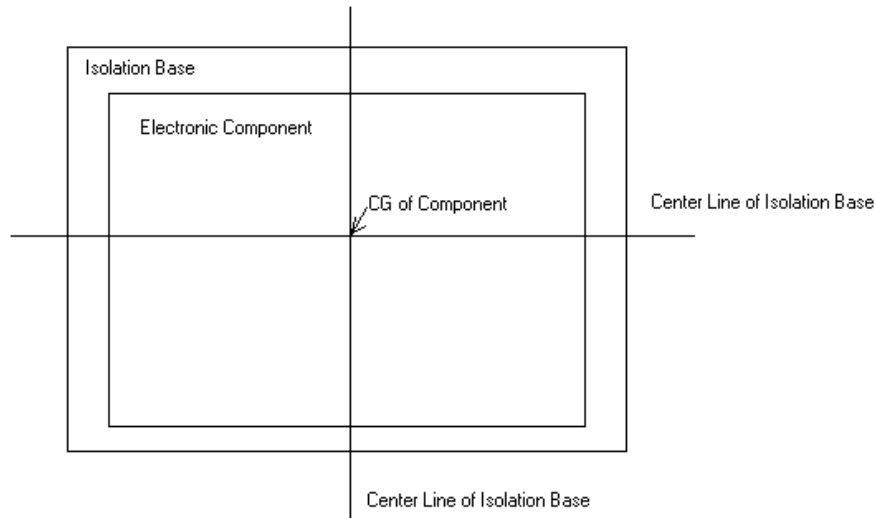 Isolation Base
Electronic Component
CG of Component
Center Line of Isolation Base
Center Line of Isolation Base